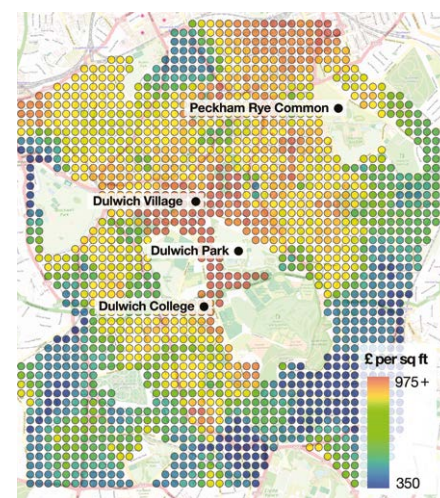 Peckham Rye Common
Dulwich Village
Dulwich Park
Dulwich College
£ per sq ft
975+
350